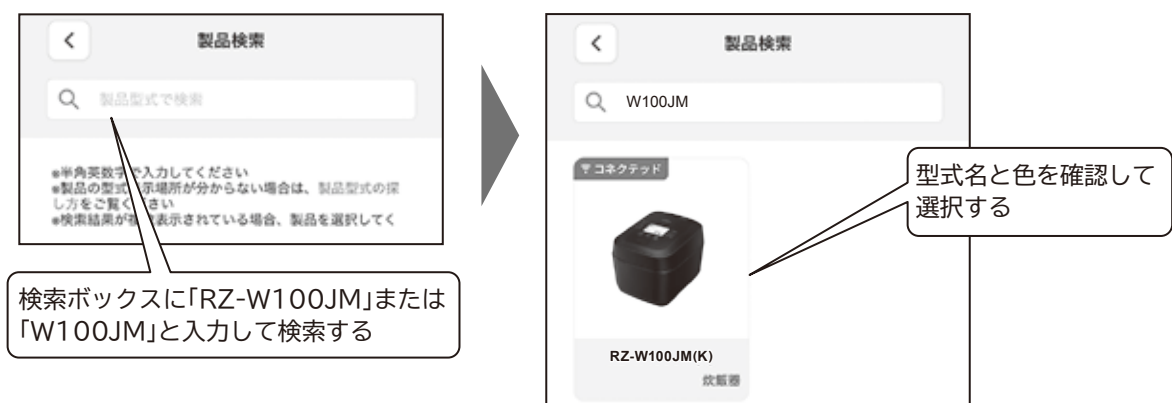 製品検索
製品型式で検索
※半角英数字で入力してください
※製品の型式表示場所が分からない場合は、製品型式の探
し方をご覧ください
※検索結果が複数表示されている場合、製品を選択してく
検索ボックスに「RZ-W100JM」または
「W100JM」と入力して検索する
製品検索
W100JM
コネクテッド
RZ-W100JM(K)
炊飯器
型式名と色を確認して
選択する